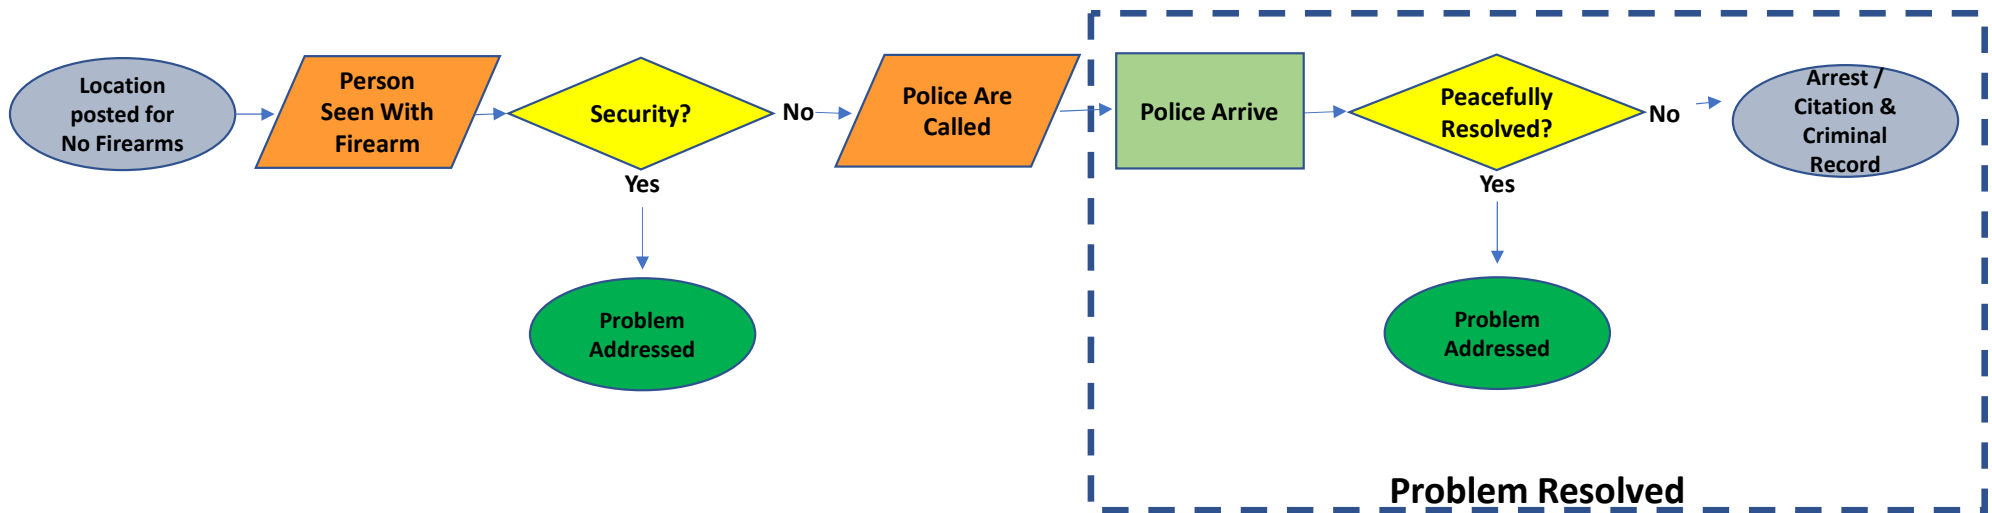 Location
posted for
No Firearms
Person
Seen With
Firearm
Security?
Yes
Problem
Addressed
No
Police Are
Called
Police Arrive
Peacefully
Resolved?
Yes
Problem
Addressed
No
Arrest /
Citation &
Criminal
Record
Problem Resolved